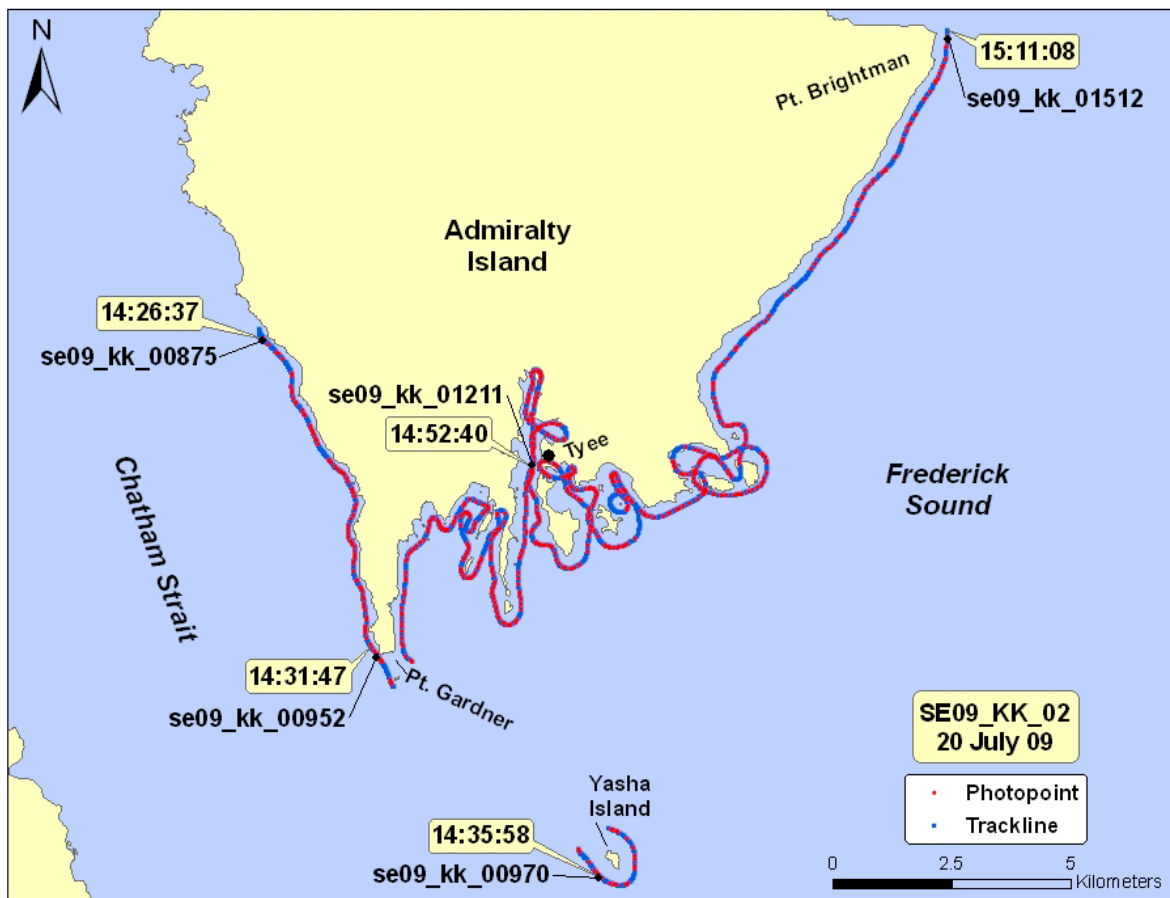 N
15:11:08
Pt. Brightman
se09_kk_01512
Admiralty
Island
14:26:37
se09_kk_00875
se09_kk_01211
14:52:40
Tyee
Frederick
Sound
Chatham Strait
14:31:47
Pt. Gardner
se09_kk_00952
SE09_KK_02
20 July 09
Yasha
Island
Photopoint
Trackline
14:35:58
se09_kk_00970
0 2.5 5
Kilometers